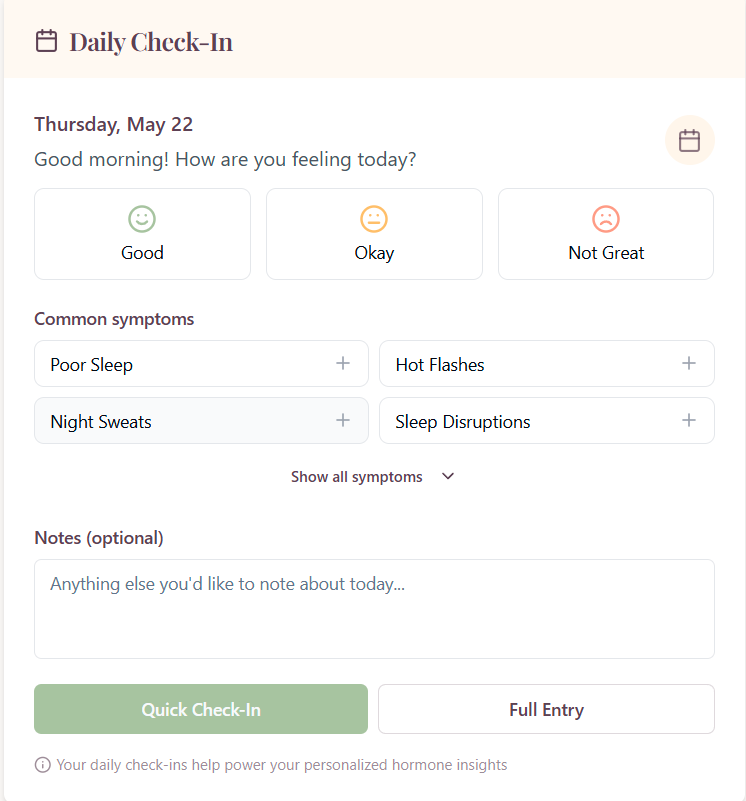 Daily Check-In
Thursday, May 22
Good morning! How are you feeling today?
Good
Okay
Not Great
Common symptoms
Poor Sleep
Hot Flashes
Night Sweats
Sleep Disruptions
Show all symptoms
Notes (optional)
Anything else you'd like to note about today...
Quick Check-In
Full Entry
Your daily check-ins help power your personalized hormone insights